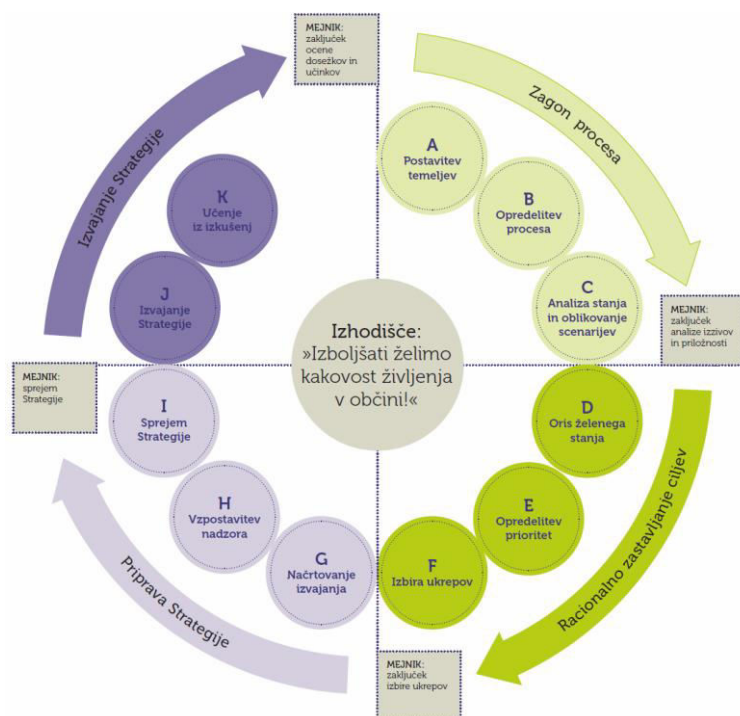 MEJNIK:
zaključek
ocene
dosežkov in
učinkov
Zagon procesa
A
Postavitev
temeljev
B
Opredelitev
procesa
C
Analiza stanja
in oblikovanje
scenarijev
MEJNIK:
zaključek
analize izzivov
in priložnosti
Izhodišče:
»Izboljšati želimo
kakovost življenja
v občini!«
D
Oris želenega
stanja
E
Opredelitev
prioritet
F
Izbira ukrepov
Racionalno zastavljanje ciljev
MEJNIK:
zaključek
izbire ukrepov
G
Načrtovanje
izvajanja
H
Vzpostavitev
nadzora
I
Sprejem
Strategije
Priprava Strategije
MEJNIK:
sprejem
Strategije
J
Izvajanje
Strategije
K
Učenje
iz izkušenj
Izvajanje Strategije